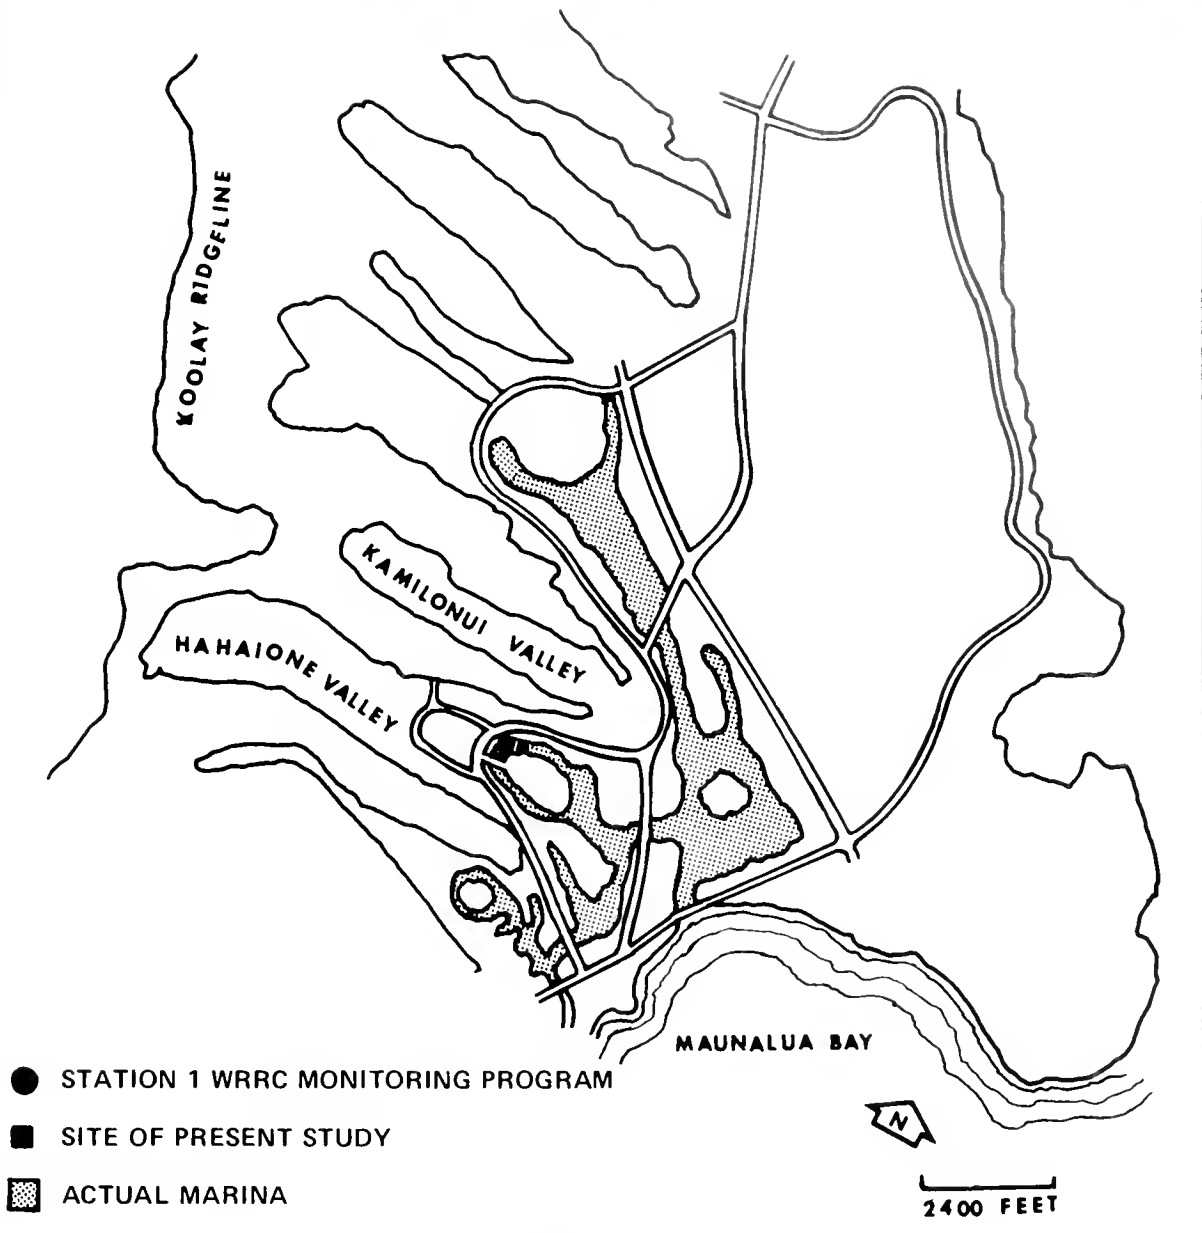 KOOLAY RIDGELINE
KAMILONUI VALLEY
HAHAIONE VALLEY
MAUNALUA BAY
STATION 1 WRRC MONITORING PROGRAM
SITE OF PRESENT STUDY
ACTUAL MARINA
N
2400 FEET